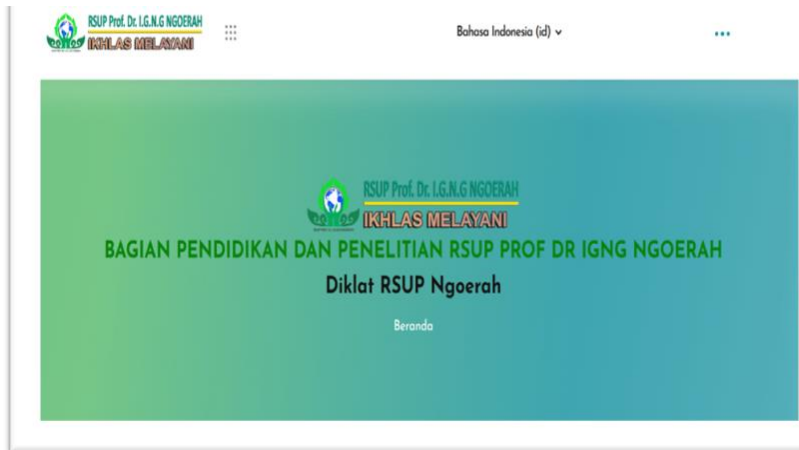 RSUP Prof. Dr. I.G.N.G NGOERAH
IKHLAS MELAYANI
Bahasa Indonesia (id)
RSUP Prof. Dr. I.G.N.G NGOERAH
IKHLAS MELAYANI
BAGIAN PENDIDIKAN DAN PENELITIAN RSUP PROF DR IGNG NGOERAH
Diklat RSUP Ngoerah
Beranda